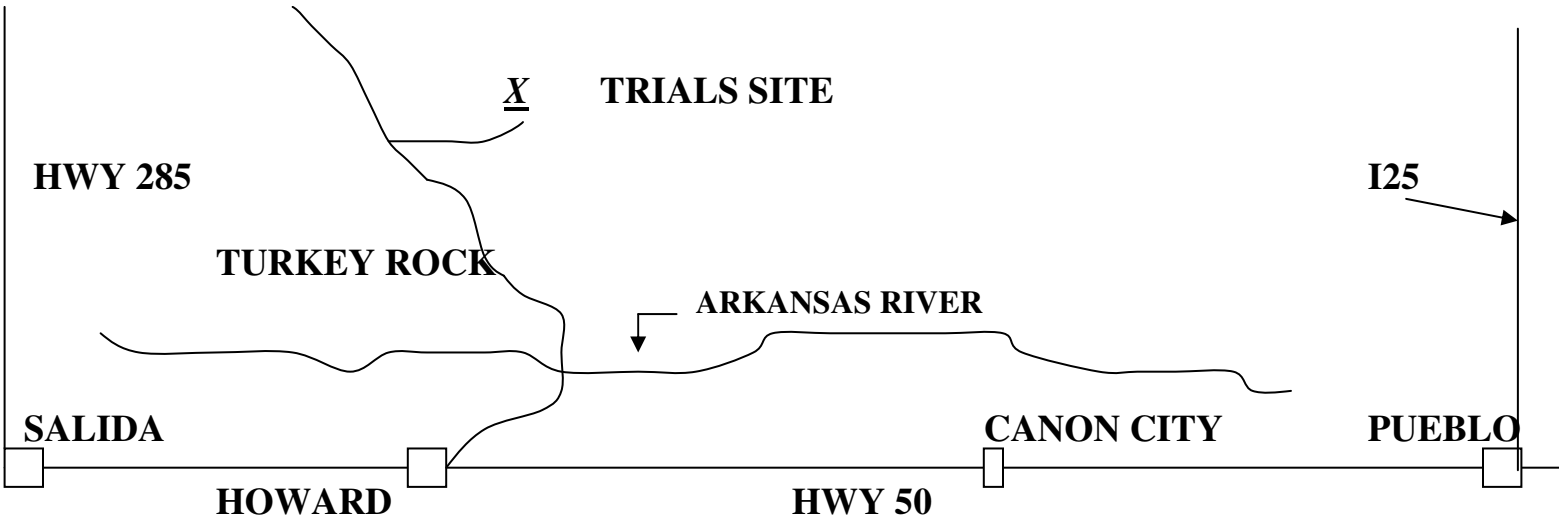 X TRIALS SITE
HWY 285
I25
TURKEY ROCK
ARKANSAS RIVER
SALIDA
CANON CITY
PUEBLO
HOWARD
HWY 50